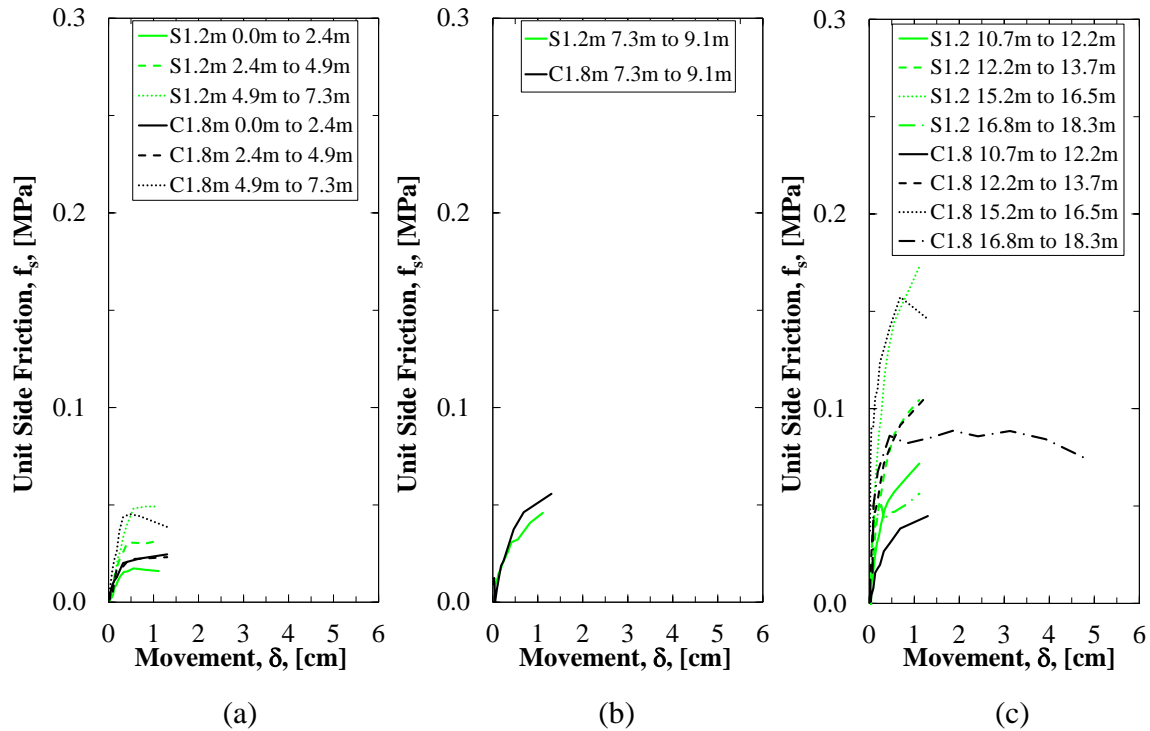 Unit Side Friction, fs, [MPa]
0.3
0.2
0.1
0.0
S1.2m 0.0m to 2.4m
S1.2m 2.4m to 4.9m
S1.2m 4.9m to 7.3m
C1.8m 0.0m to 2.4m
C1.8m 2.4m to 4.9m
C1.8m 4.9m to 7.3m
0 1 2 3 4 5 6
Movement, δ, [cm]
(a)
Unit Side Friction, fs, [MPa]
0.3
0.2
0.1
0.0
S1.2m 7.3m to 9.1m
C1.8m 7.3m to 9.1m
0 1 2 3 4 5 6
Movement, δ, [cm]
(b)
Unit Side Friction, fs, [MPa]
0.3
0.2
0.1
0.0
S1.2 10.7m to 12.2m
S1.2 12.2m to 13.7m
S1.2 15.2m to 16.5m
S1.2 16.8m to 18.3m
C1.8 10.7m to 12.2m
C1.8 12.2m to 13.7m
C1.8 15.2m to 16.5m
C1.8 16.8m to 18.3m
0 1 2 3 4 5 6
Movement, δ, [cm]
(c)